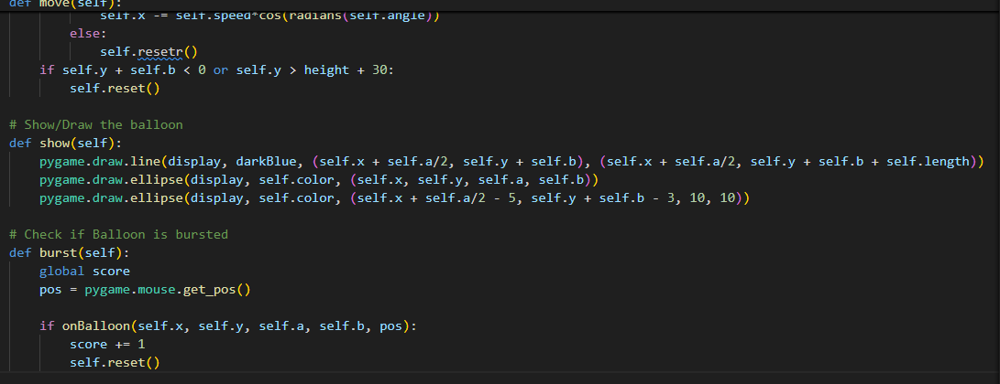 def move(self):
self.x -= self.speed*cos(radians(self.angle))
else:
self.resetr()
if self.y + self.b < 0 or self.y > height + 30:
self.reset()
# Show/Draw the balloon
def show(self):
pygame.draw.line(display, darkBlue, (self.x + self.a/2, self.y + self.b), (self.x + self.a/2, self.y + self.b + self.length))
pygame.draw.ellipse(display, self.color, (self.x, self.y, self.a, self.b))
pygame.draw.ellipse(display, self.color, (self.x + self.a/2 - 5, self.y + self.b - 3, 10, 10))
# Check if Balloon is bursted
def burst(self):
global score
pos = pygame.mouse.get_pos()
if onBalloon(self.x, self.y, self.a, self.b, pos):
score += 1
self.reset()